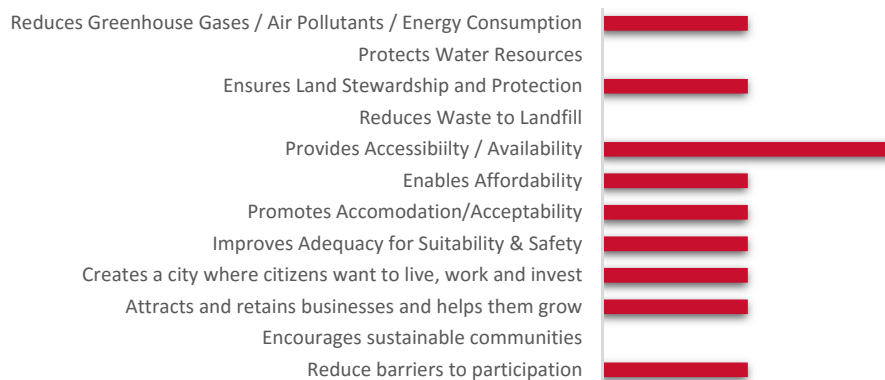 Reduces Greenhouse Gases / Air Pollutants / Energy Consumption
Protects Water Resources
Ensures Land Stewardship and Protection
Reduces Waste to Landfill
Provides Accessibiilty / Availability
Enables Affordability
Promotes Accomodation/Acceptability
Improves Adequacy for Suitability & Safety
Creates a city where citizens want to live, work and invest
Attracts and retains businesses and helps them grow
Encourages sustainable communities
Reduce barriers to participation